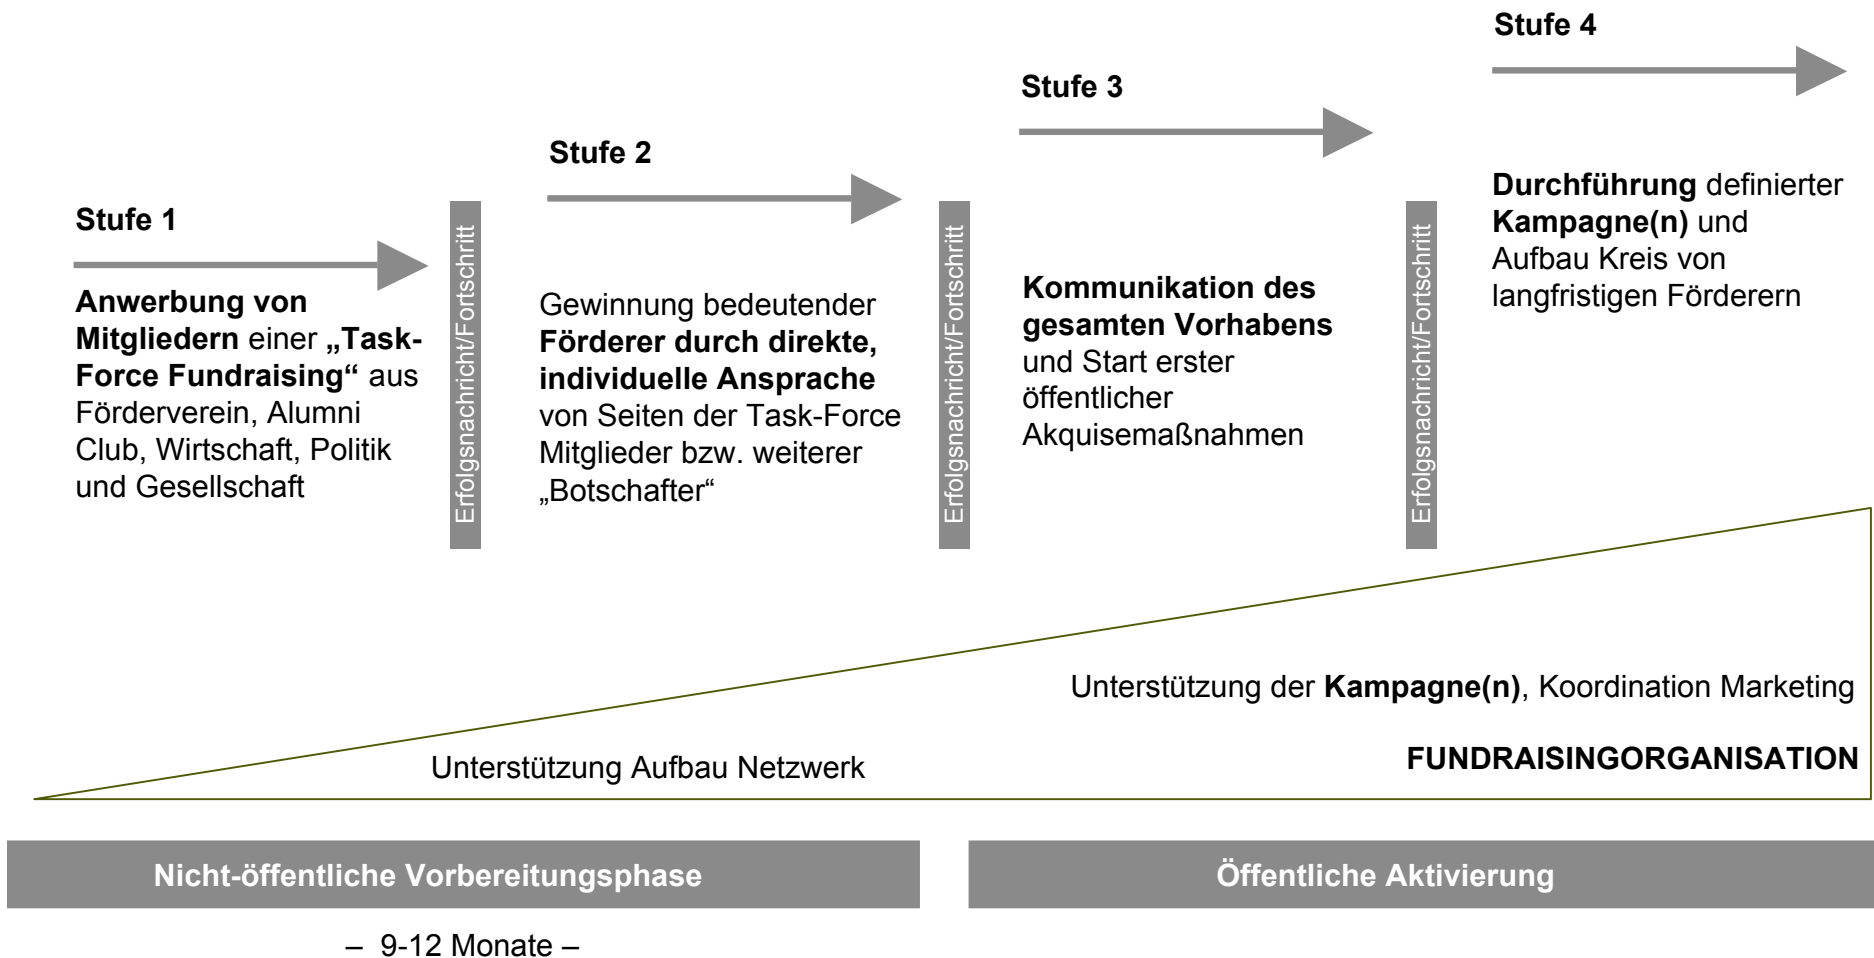 Stufe 1
Anwerbung von
Mitgliedern einer „Task-
Force Fundraising“ aus
Förderverein, Alumni
Club, Wirtschaft, Politik
und Gesellschaft
Erfolgsnachricht/Fortschritt
Stufe 2
Gewinnung bedeutender
Förderer durch direkte,
individuelle Ansprache
von Seiten der Task-Force
Mitglieder bzw. weiterer
„Botschafter“
Erfolgsnachricht/Fortschritt
Stufe 3
Kommunikation des
gesamten Vorhabens
und Start erster
öffentlicher
Akquisemaßnahmen
Erfolgsnachricht/Fortschritt
Stufe 4
Durchführung definierter
Kampagne(n) und
Aufbau Kreis von
langfristigen Förderern
Unterstützung der Kampagne(n), Koordination Marketing
Unterstützung Aufbau Netzwerk
FUNDRAISINGORGANISATION
Nicht-öffentliche Vorbereitungsphase
Öffentliche Aktivierung
– 9-12 Monate –